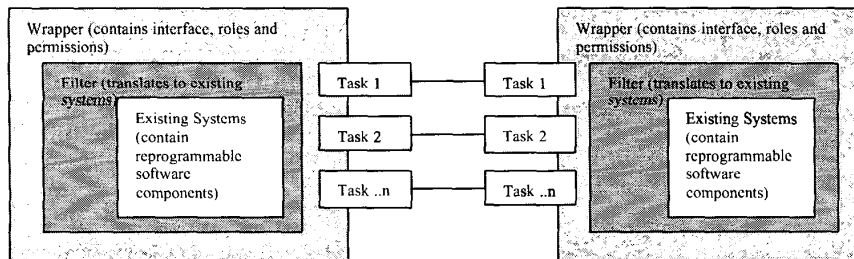 Wrapper (contains interface, roles and
permissions)
Filter (translates to existing
systems)
Existing Systems
(contain
reprogrammable
software
components)
Task 1
Task 2
Task ..n
Task 1
Task 2
Task ..n
Wrapper (contains interface, roles and
permissions)
Filter (translates to existing
systems)
Existing Systems
(contain
reprogrammable
software
components)